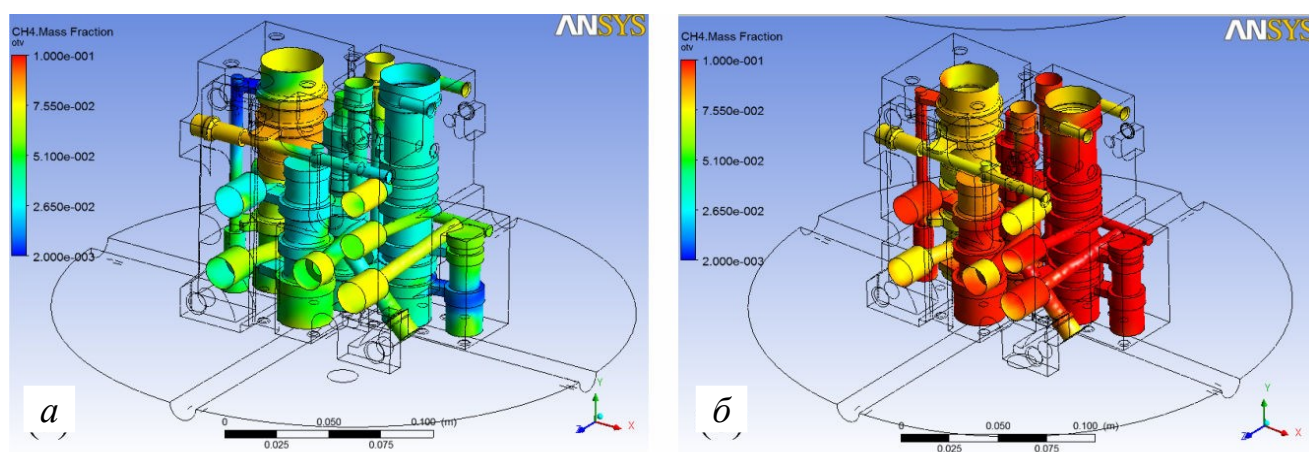 CH4.Mass Fraction
otv
1.000e-001
7.550e-002
5.100e-002
2.650e-002
2.000e-003
ANSYS
0
0.050
0.100 (m)
0.025
0.075
Y
X
Z
а
CH4.Mass Fraction
otv
1.000e-001
7.550e-002
5.100e-002
2.650e-002
2.000e-003
ANSYS
0
0.050
0.100 (m)
0.025
0.075
Y
X
Z
б